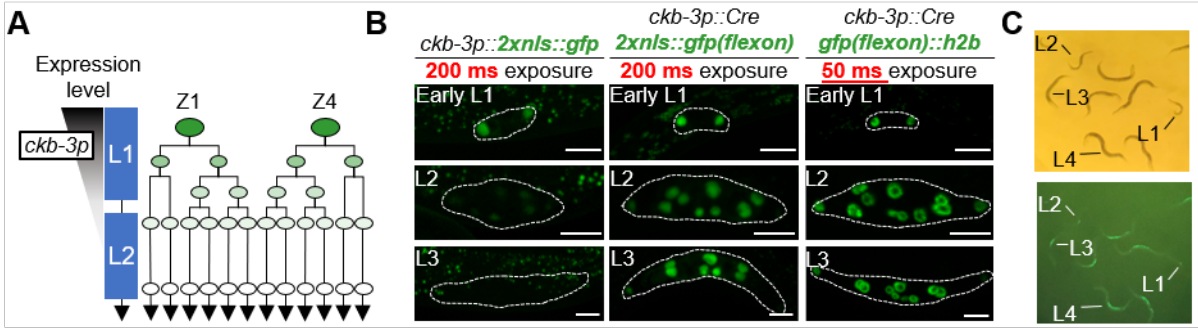 A
Expression
level
ckb-3p
L1
L2
Z1
Z4
B
ckb-3p::2xnls::gfp
200 ms exposure
ckb-3p::Cre
2xnls::gfp(flexon)
200 ms exposure
ckb-3p::Cre
gfp(flexon)::h2b
50 ms exposure
Early L1
Early L1
Early L1
L2
L2
L2
L3
L3
L3
C
L2
L3
L1
L4
L2
L3
L1
L4